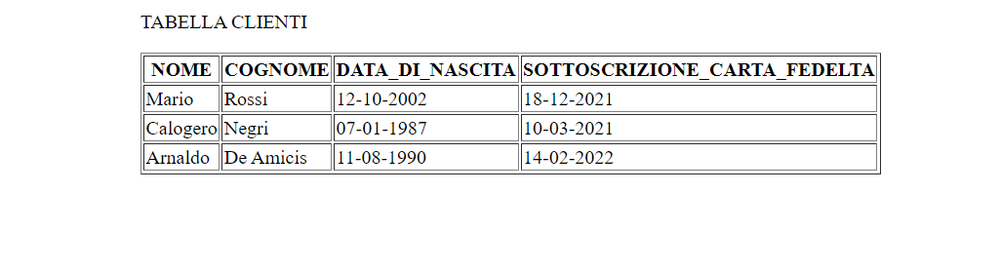 TABELLA CLIENTI
NOME COGNOME DATA_DI_NASCITA SOTTOSCRIZIONE_CARTA_FEDELTA
Mario Rossi 12-10-2002 18-12-2021
Calogero Negri 07-01-1987 10-03-2021
Arnaldo De Amicis 11-08-1990 14-02-2022